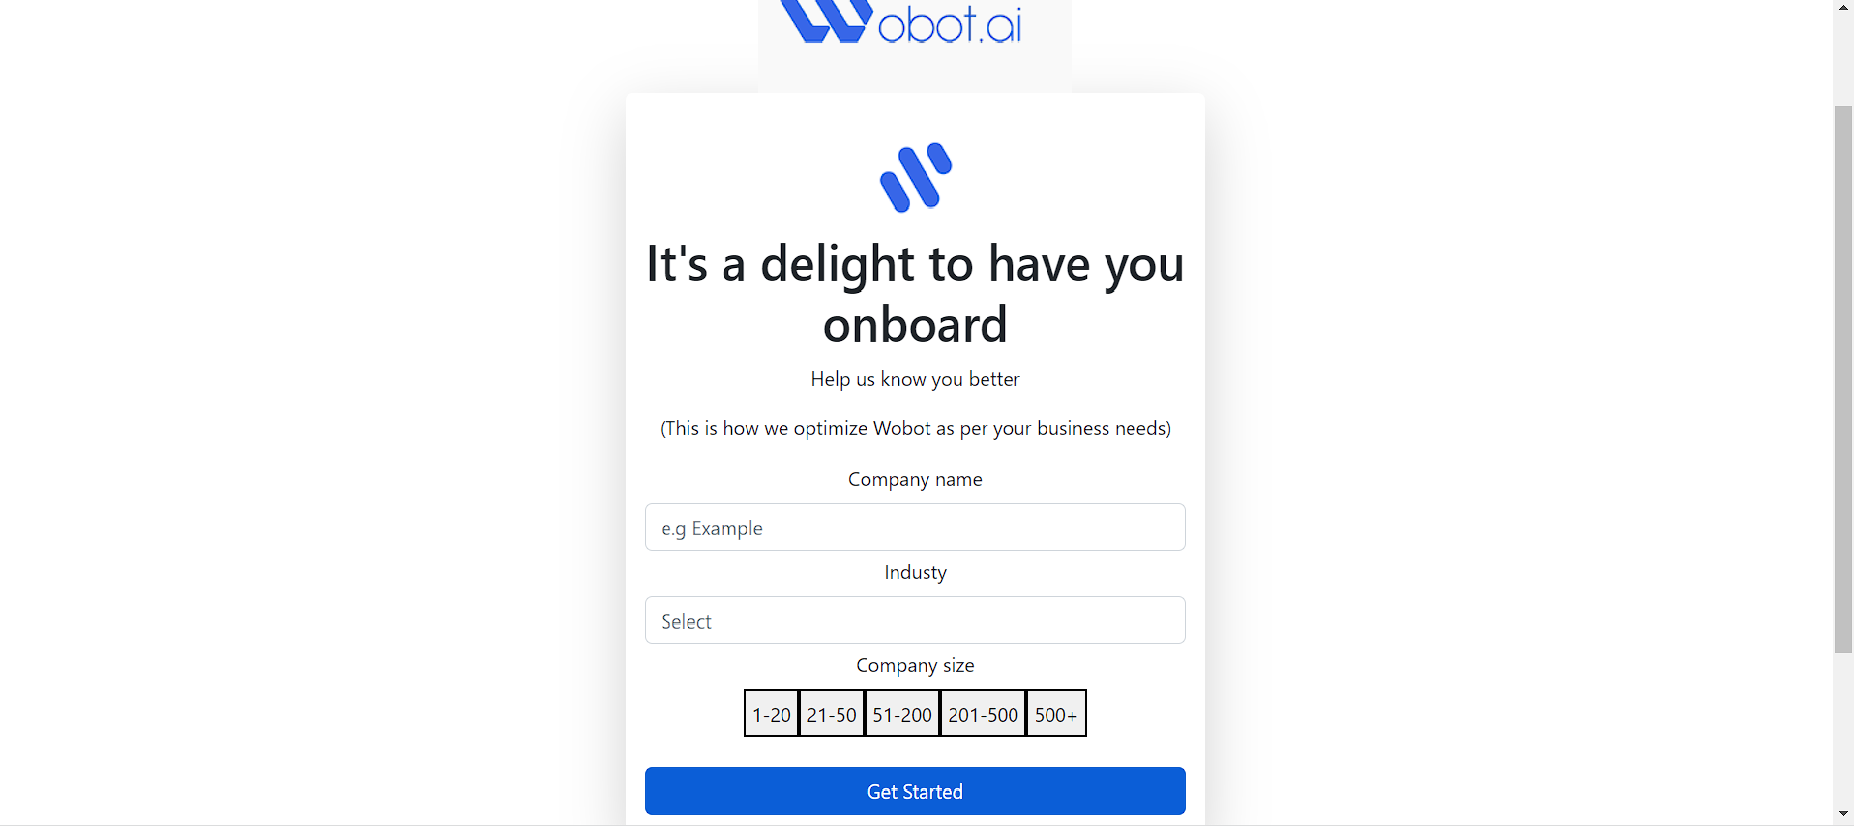 Wobot.ai
It's a delight to have you
onboard
Help us know you better
(This is how we optimize Wobot as per your business needs)
Company name
e.g Example
Industy
Select
Company size
1-20 21-50 51-200 201-500 500+
Get Started